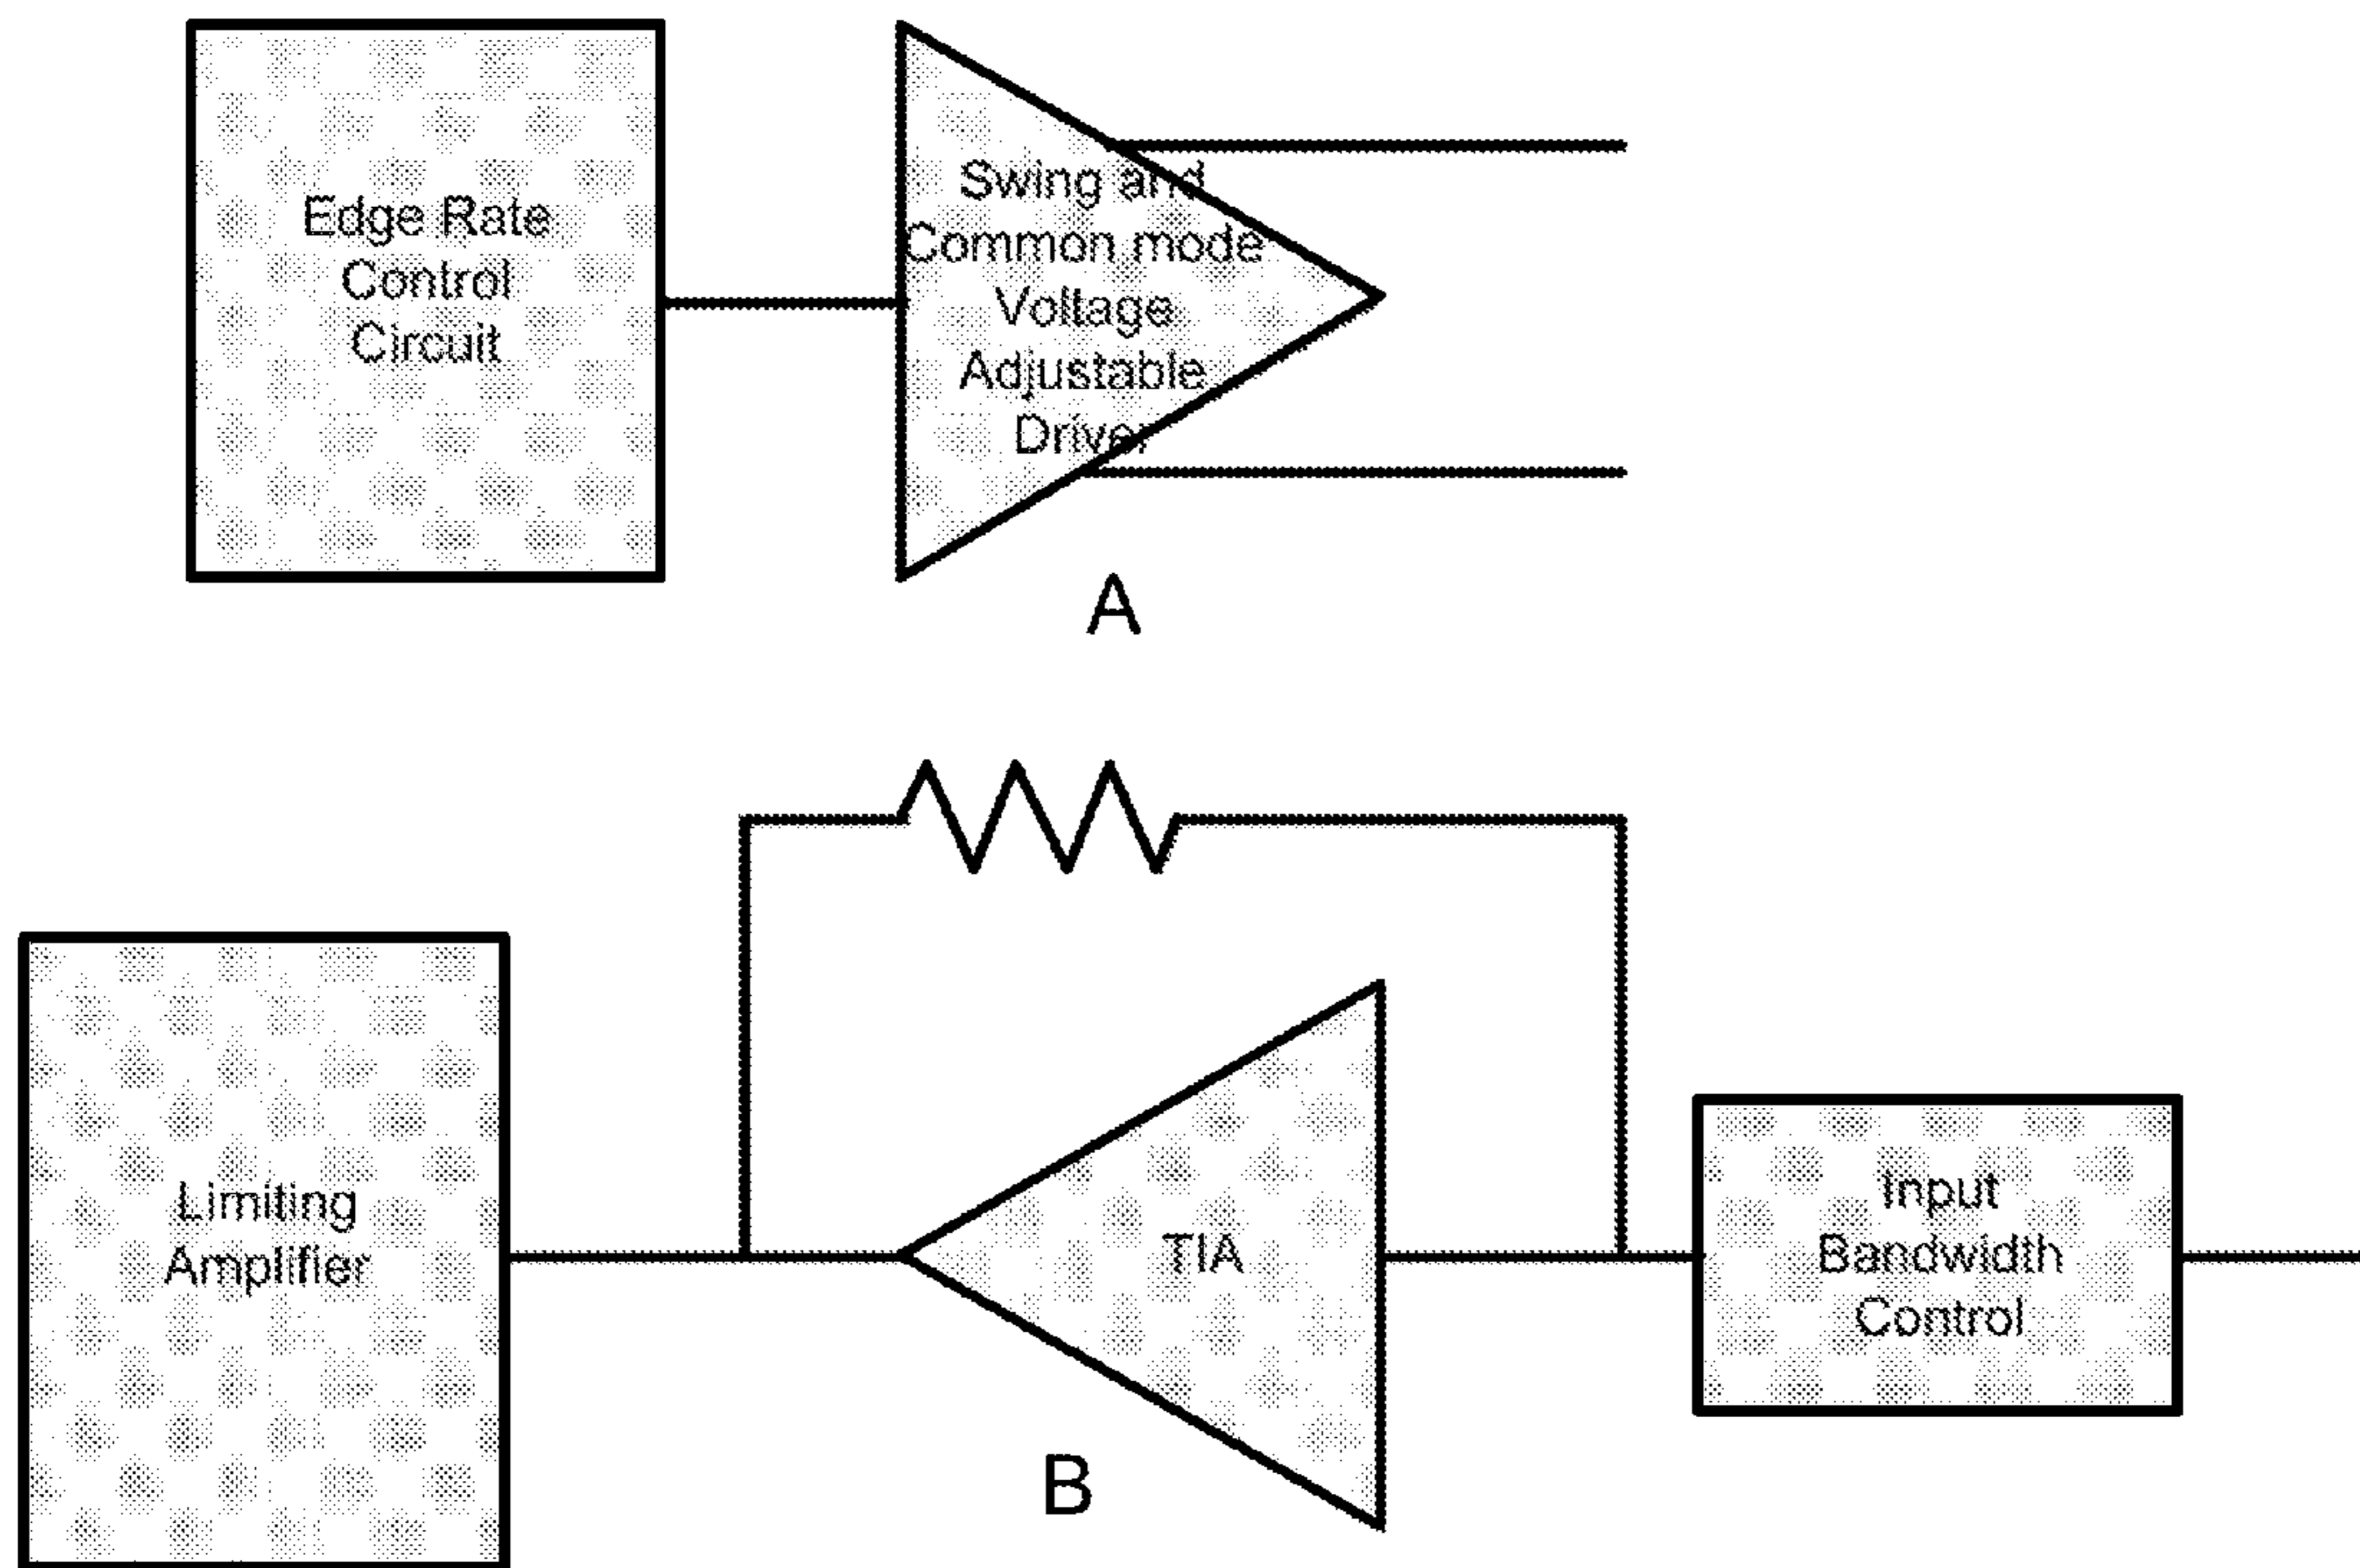 Edge Rate
Control
Circuit
Swing and
Common mode
Voltage
Adjustable
Driver
A
Limiting
Amplifier
TIA
Input
Bandwidth
Control
B